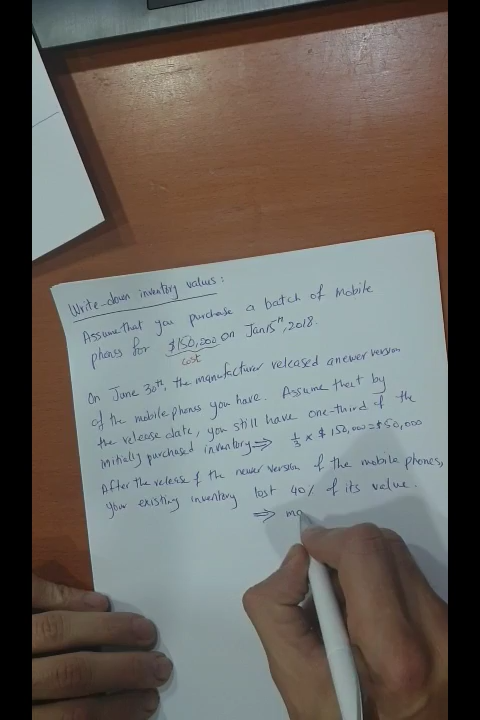 Write-down inventory values:
Assume that you purchase a batch of mobile
phones for $150,000 on Jan 15th, 2018.
cost
On June 30th, the manufacturer released a newer version
of the mobile phones you have. Assume that by
the release date, you still have one-third of the
initially purchased inventory ⇒ 1/3 × $150,000 = $50,000
After the release of the newer version of the mobile phones,
your existing inventory lost 40% of its value.
⇒ ma